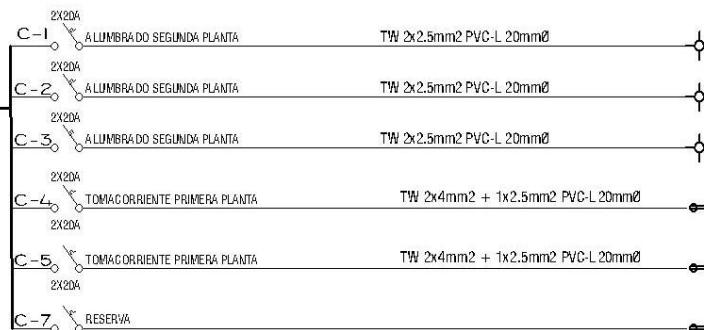 2X20A
C-1 ALUMBRADO SEGUNDA PLANTA TW 2x2.5mm2 PVC-L 20mmØ
2X20A
C-2 ALUMBRADO SEGUNDA PLANTA TW 2x2.5mm2 PVC-L 20mmØ
2X20A
C-3 ALUMBRADO SEGUNDA PLANTA TW 2x2.5mm2 PVC-L 20mmØ
2X20A
C-4 TOMACORRIENTE PRIMERA PLANTA TW 2x4mm2 + 1x2.5mm2 PVC-L 20mmØ
2X20A
C-5 TOMACORRIENTE PRIMERA PLANTA TW 2x4mm2 + 1x2.5mm2 PVC-L 20mmØ
2X20A
C-7 RESERVA